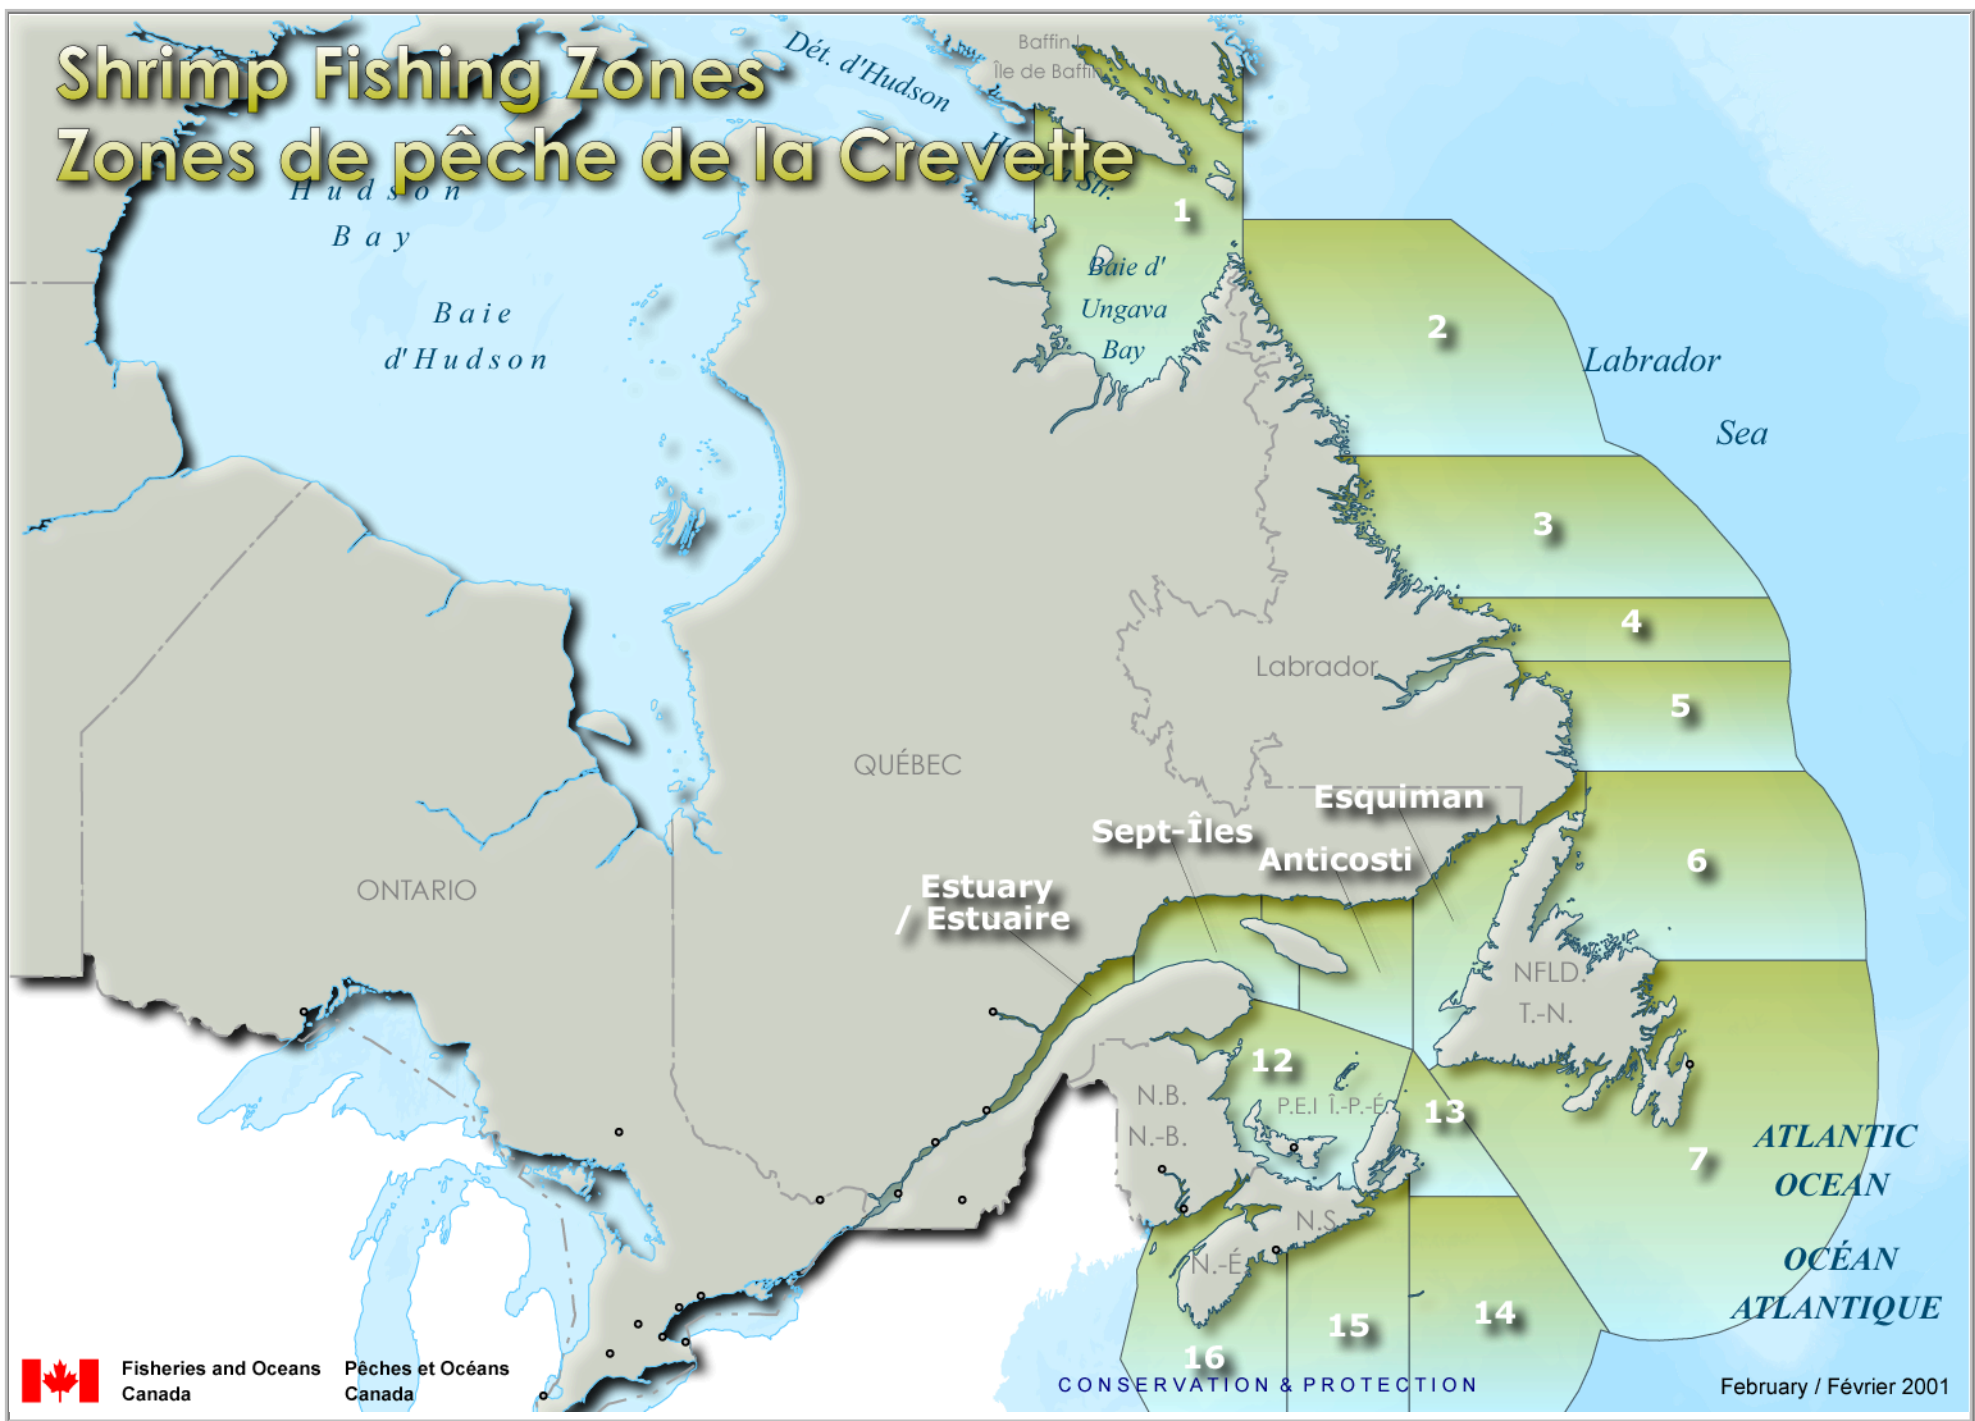 Shrimp Fishing Zones
Zones de pêche de la Crevette
Baffin I.
Île de Baffin
Dét. d'Hudson
Hudson Str.
Hudson
Bay
Baie
d'Hudson
1
Baie d'
Ungava
Bay
2
Labrador
Sea
3
4
Labrador
5
QUÉBEC
Esquiman
Sept-Îles
Anticosti
6
Estuary
/ Estuaire
ONTARIO
NFLD.
T.-N.
12
P.E.I Î.-P.-É.
13
N.B.
N.-B.
7
ATLANTIC
OCEAN
N.S.
N.-É.
OCÉAN
ATLANTIQUE
14
15
16
Fisheries and Oceans
Canada
Pêches et Océans
Canada
CONSERVATION & PROTECTION
February / Février 2001